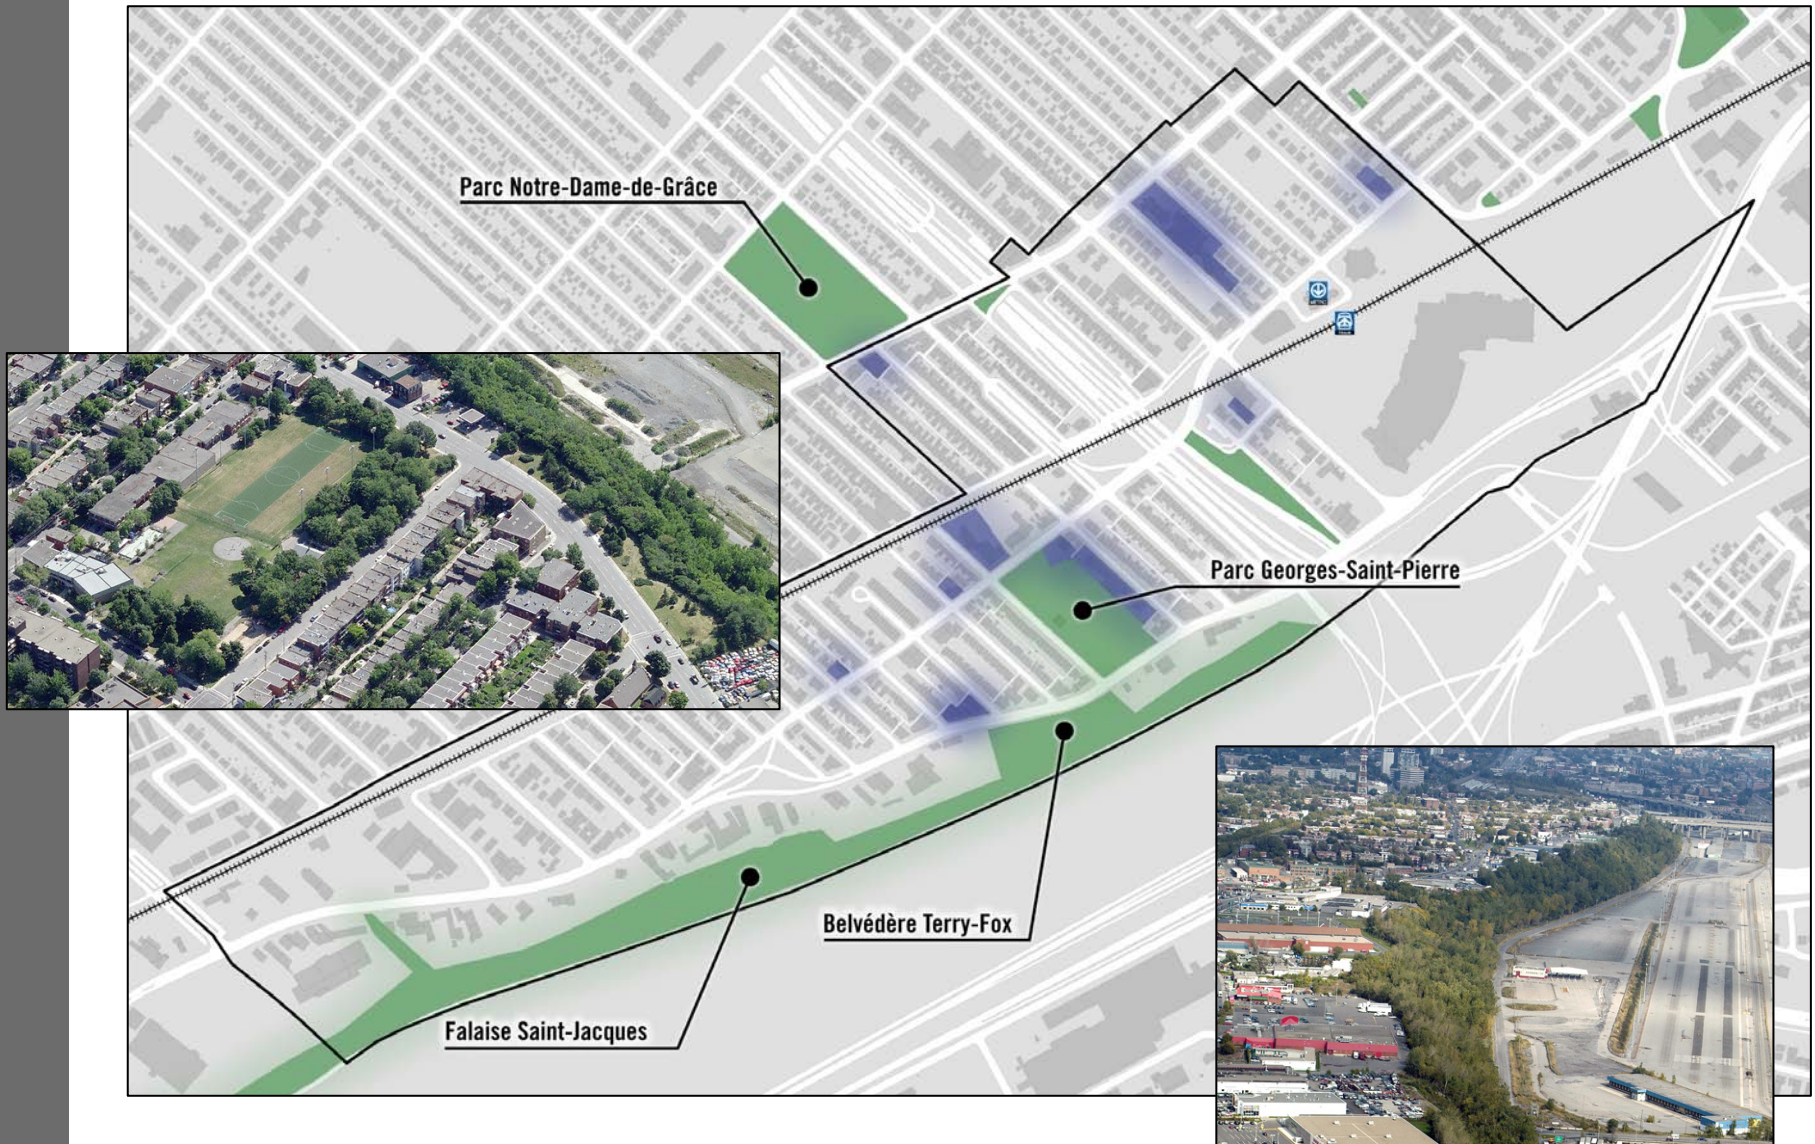 Parc Notre-Dame-de-Grâce
Parc Georges-Saint-Pierre
Belvédère Terry-Fox
Falaise Saint-Jacques